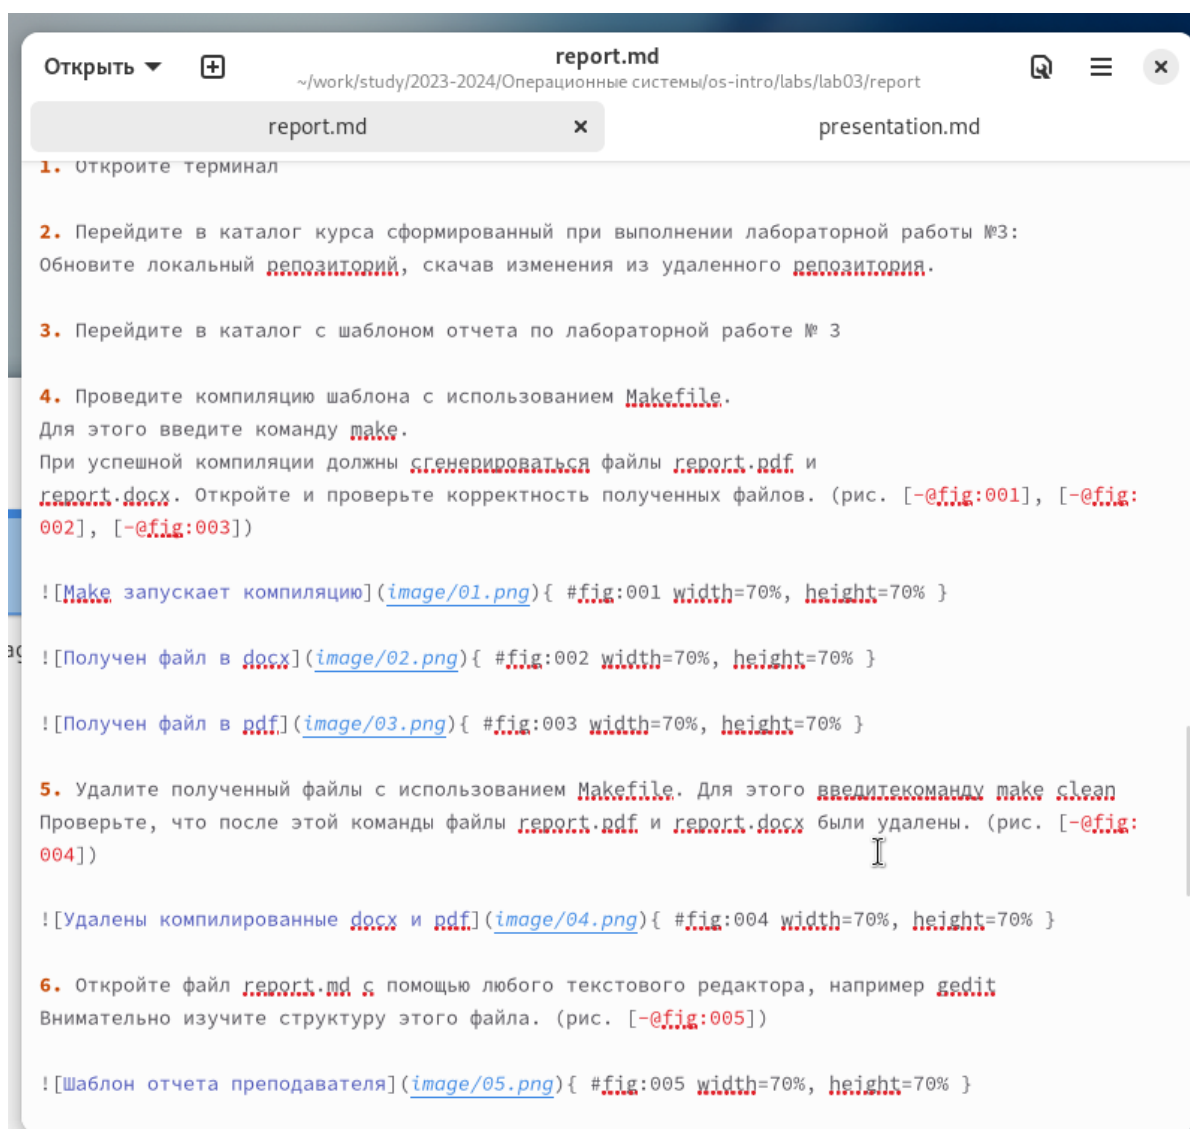 Открыть
report.md
~/work/study/2023-2024/Операционные системы/os-intro/labs/lab03/report
report.md
presentation.md
1. Откройте терминал
2. Перейдите в каталог курса сформированный при выполнении лабораторной работы №3:
Обновите локальный репозиторий, скачав изменения из удаленного репозитория.
3. Перейдите в каталог с шаблоном отчета по лабораторной работе № 3
4. Проведите компиляцию шаблона с использованием Makefile.
Для этого введите команду make.
При успешной компиляции должны сгенерироваться файлы report.pdf и
report.docx. Откройте и проверьте корректность полученных файлов. (рис. [-@fig:001], [-@fig:
002], [-@fig:003])
![Make запускает компиляцию](image/01.png){ #fig:001 width=70%, height=70% }
![Получен файл в docx](image/02.png){ #fig:002 width=70%, height=70% }
![Получен файл в pdf](image/03.png){ #fig:003 width=70%, height=70% }
5. Удалите полученный файлы с использованием Makefile. Для этого введитекоманду make clean
Проверьте, что после этой команды файлы report.pdf и report.docx были удалены. (рис. [-@fig:
004])
![Удалены компилированные docx и pdf](image/04.png){ #fig:004 width=70%, height=70% }
6. Откройте файл report.md c помощью любого текстового редактора, например gedit
Внимательно изучите структуру этого файла. (рис. [-@fig:005])
![Шаблон отчета преподавателя](image/05.png){ #fig:005 width=70%, height=70% }